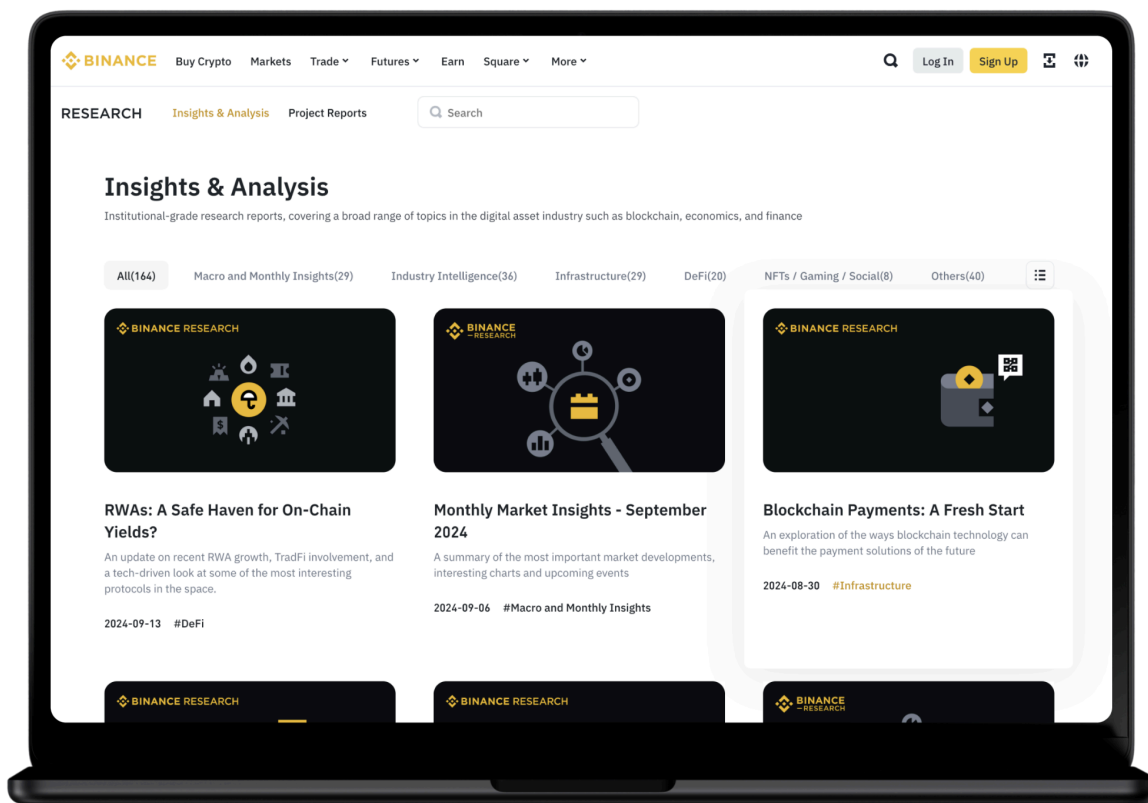 BINANCE Buy Crypto Markets Trade Futures Earn Square More Log In Sign Up
RESEARCH Insights & Analysis Project Reports Search
Insights & Analysis
Institutional-grade research reports, covering a broad range of topics in the digital asset industry such as blockchain, economics, and finance
All(164) Macro and Monthly Insights(29) Industry Intelligence(36) Infrastructure(29) DeFi(20) NFTs / Gaming / Social(8) Others(40)
BINANCE RESEARCH
$
RWAs: A Safe Haven for On-Chain
Yields?
An update on recent RWA growth, TradFi involvement, and
a tech-driven look at some of the most interesting
protocols in the space.
2024-09-13 #DeFi
BINANCE
RESEARCH
Monthly Market Insights - September
2024
A summary of the most important market developments,
interesting charts and upcoming events
2024-09-06 #Macro and Monthly Insights
BINANCE RESEARCH
Blockchain Payments: A Fresh Start
An exploration of the ways blockchain technology can
benefit the payment solutions of the future
2024-08-30 #Infrastructure
BINANCE RESEARCH
BINANCE RESEARCH
BINANCE
RESEARCH